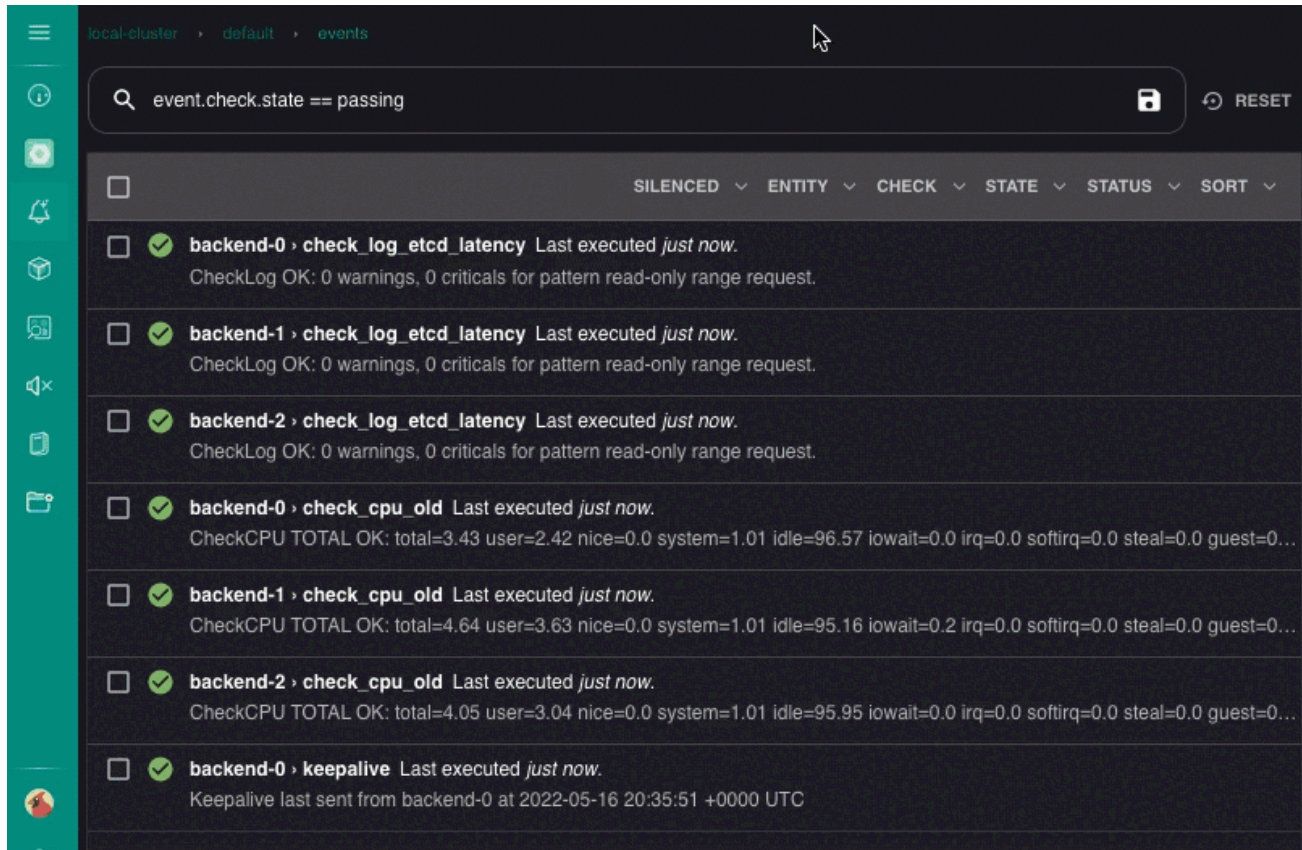 local-cluster › default › events
event.check.state == passing
RESET
SILENCED ENTITY CHECK STATE STATUS SORT
backend-0 › check_log_etcd_latency Last executed just now.
CheckLog OK: 0 warnings, 0 criticals for pattern read-only range request.
backend-1 › check_log_etcd_latency Last executed just now.
CheckLog OK: 0 warnings, 0 criticals for pattern read-only range request.
backend-2 › check_log_etcd_latency Last executed just now.
CheckLog OK: 0 warnings, 0 criticals for pattern read-only range request.
backend-0 › check_cpu_old Last executed just now.
CheckCPU TOTAL OK: total=3.43 user=2.42 nice=0.0 system=1.01 idle=96.57 iowait=0.0 irq=0.0 softirq=0.0 steal=0.0 guest=0...
backend-1 › check_cpu_old Last executed just now.
CheckCPU TOTAL OK: total=4.64 user=3.63 nice=0.0 system=1.01 idle=95.16 iowait=0.2 irq=0.0 softirq=0.0 steal=0.0 guest=0...
backend-2 › check_cpu_old Last executed just now.
CheckCPU TOTAL OK: total=4.05 user=3.04 nice=0.0 system=1.01 idle=95.95 iowait=0.0 irq=0.0 softirq=0.0 steal=0.0 guest=0...
backend-0 › keepalive Last executed just now.
Keepalive last sent from backend-0 at 2022-05-16 20:35:51 +0000 UTC